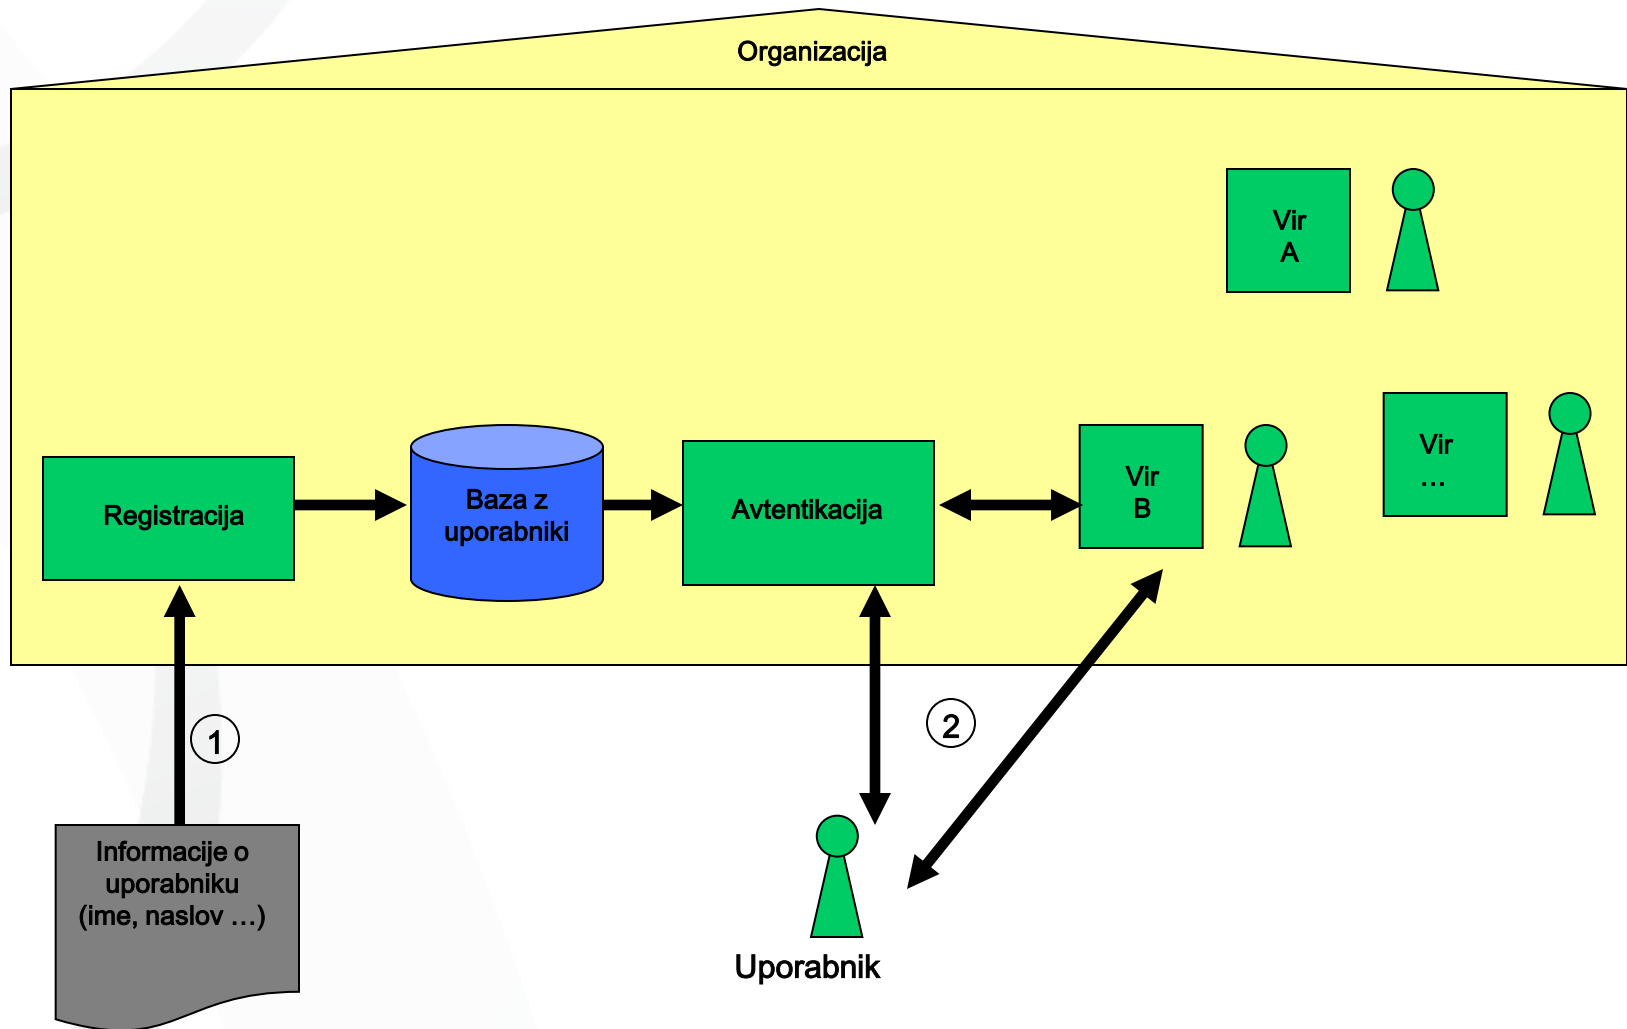 Organizacija
Vir
A
Vir
...
Vir
B
Registracija
Baza z
uporabniki
Avtentikacija
1
2
Informacije o
uporabniku
(ime, naslov ...)
Uporabnik